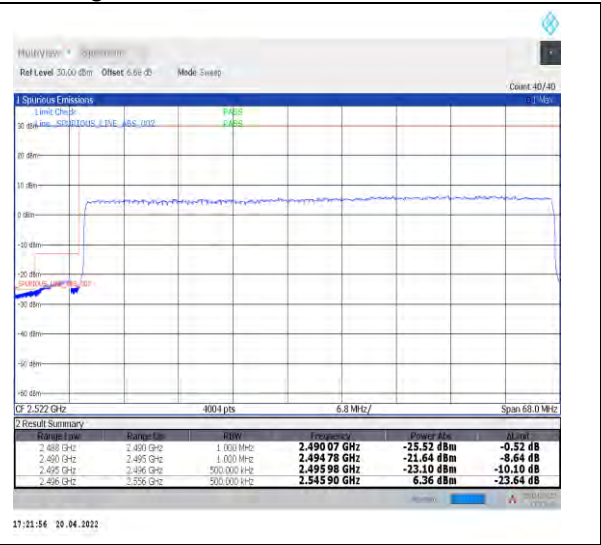 MultiView
Ref Level 30.00 dBm Offset 6.68 dB Mode Sweep
Count 40/40
1 Spurious Emissions
Limit Check PASS
Line _SPURIOUS_LINE_ABS_002 PASS
30 dBm
20 dBm
10 dBm
0 dBm
-10 dBm
-20 dBm
_SPURIOUS_LINE_ABS_002
-30 dBm
-40 dBm
-50 dBm
-60 dBm
CF 2.522 GHz 4004 pts 6.8 MHz/ Span 68.0 MHz
2 Result Summary
Range Low Range Up RBW Frequency Power Abs ΔLimit
2.488 GHz 2.490 GHz 1.000 MHz 2.490 07 GHz -25.52 dBm -0.52 dB
2.490 GHz 2.495 GHz 1.000 MHz 2.494 78 GHz -21.64 dBm -8.64 dB
2.495 GHz 2.496 GHz 500.000 kHz 2.495 98 GHz -23.10 dBm -10.10 dB
2.496 GHz 2.556 GHz 500.000 kHz 2.545 90 GHz 6.36 dBm -23.64 dB
17:21:56 20.04.2022